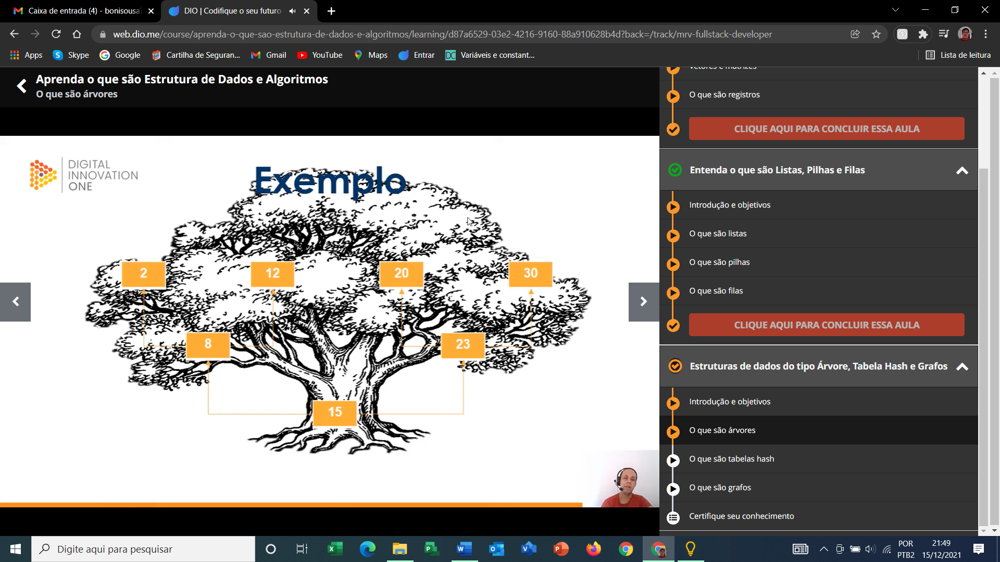 Caixa de entrada (4) - bonisousa
DIO | Codifique o seu futuro
web.dio.me/course/aprenda-o-que-sao-estrutura-de-dados-e-algoritmos/learning/d87a6529-03e2-4216-9160-88a910628b4d?back=/track/mrv-fullstack-developer
Apps
Skype
Google
Cartilha de Seguran...
Gmail
YouTube
Maps
Entrar
DC
Variáveis e constant...
Lista de leitura
Aprenda o que são Estrutura de Dados e Algoritmos
O que são árvores
DIGITAL
INNOVATION
ONE
Exemplo
2
12
20
30
8
23
15
Vetores e matrizes
O que são registros
CLIQUE AQUI PARA CONCLUIR ESSA AULA
Entenda o que são Listas, Pilhas e Filas
Introdução e objetivos
O que são listas
O que são pilhas
O que são filas
CLIQUE AQUI PARA CONCLUIR ESSA AULA
Estruturas de dados do tipo Árvore, Tabela Hash e Grafos
Introdução e objetivos
O que são árvores
O que são tabelas hash
O que são grafos
Certifique seu conhecimento
Digite aqui para pesquisar
POR
PTB2
21:49
15/12/2021